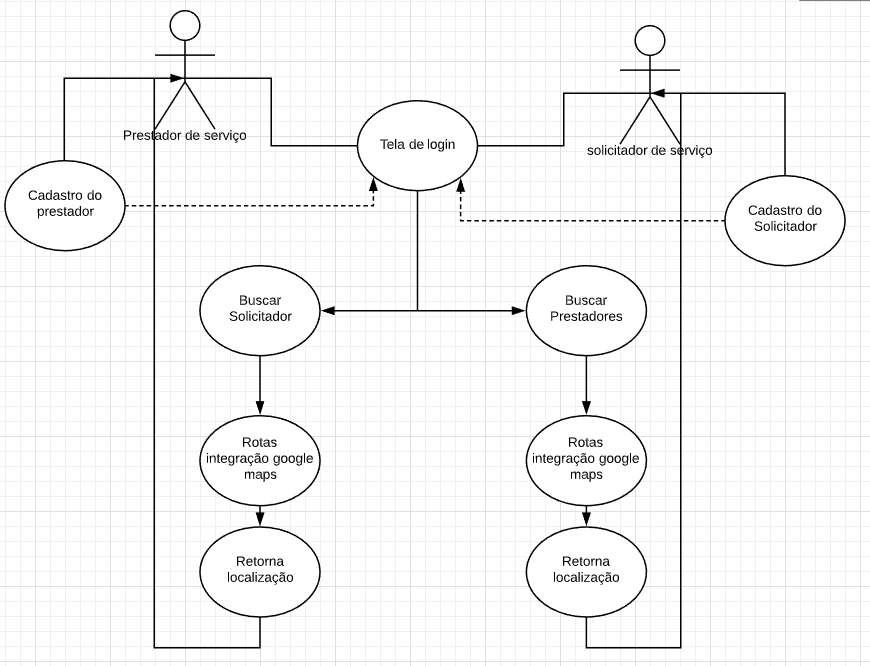 Prestador de serviço
solicitador de serviço
Tela de login
Cadastro do
prestador
Cadastro do
Solicitador
Buscar
Solicitador
Buscar
Prestadores
Rotas
integração google
maps
Rotas
integração google
maps
Retorna
localização
Retorna
localização